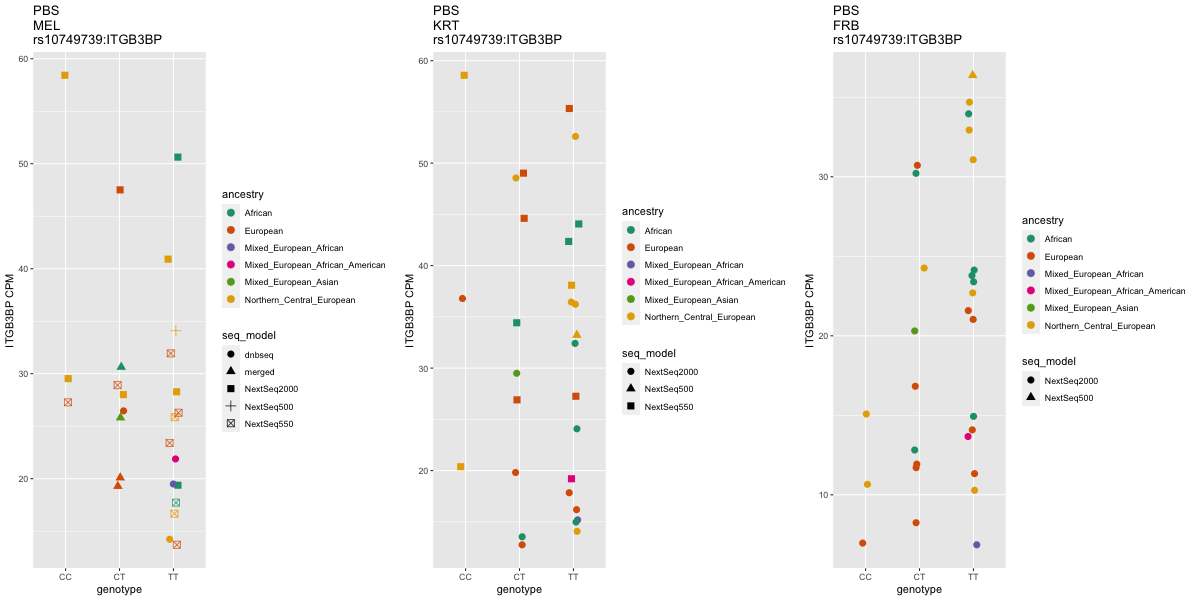 PBS
MEL
rs10749739:ITGB3BP
60
50
40
30
20
ITGB3BP CPM
CC
CT
TT
genotype
ancestry
African
European
Mixed_European_African
Mixed_European_African_American
Mixed_European_Asian
Northern_Central_European
seq_model
dnbseq
merged
NextSeq2000
NextSeq500
NextSeq550
PBS
KRT
rs10749739:ITGB3BP
60
50
40
30
20
ITGB3BP CPM
CC
CT
TT
genotype
ancestry
African
European
Mixed_European_African
Mixed_European_African_American
Mixed_European_Asian
Northern_Central_European
seq_model
NextSeq2000
NextSeq500
NextSeq550
PBS
FRB
rs10749739:ITGB3BP
30
20
10
ITGB3BP CPM
CC
CT
TT
genotype
ancestry
African
European
Mixed_European_African
Mixed_European_African_American
Mixed_European_Asian
Northern_Central_European
seq_model
NextSeq2000
NextSeq500